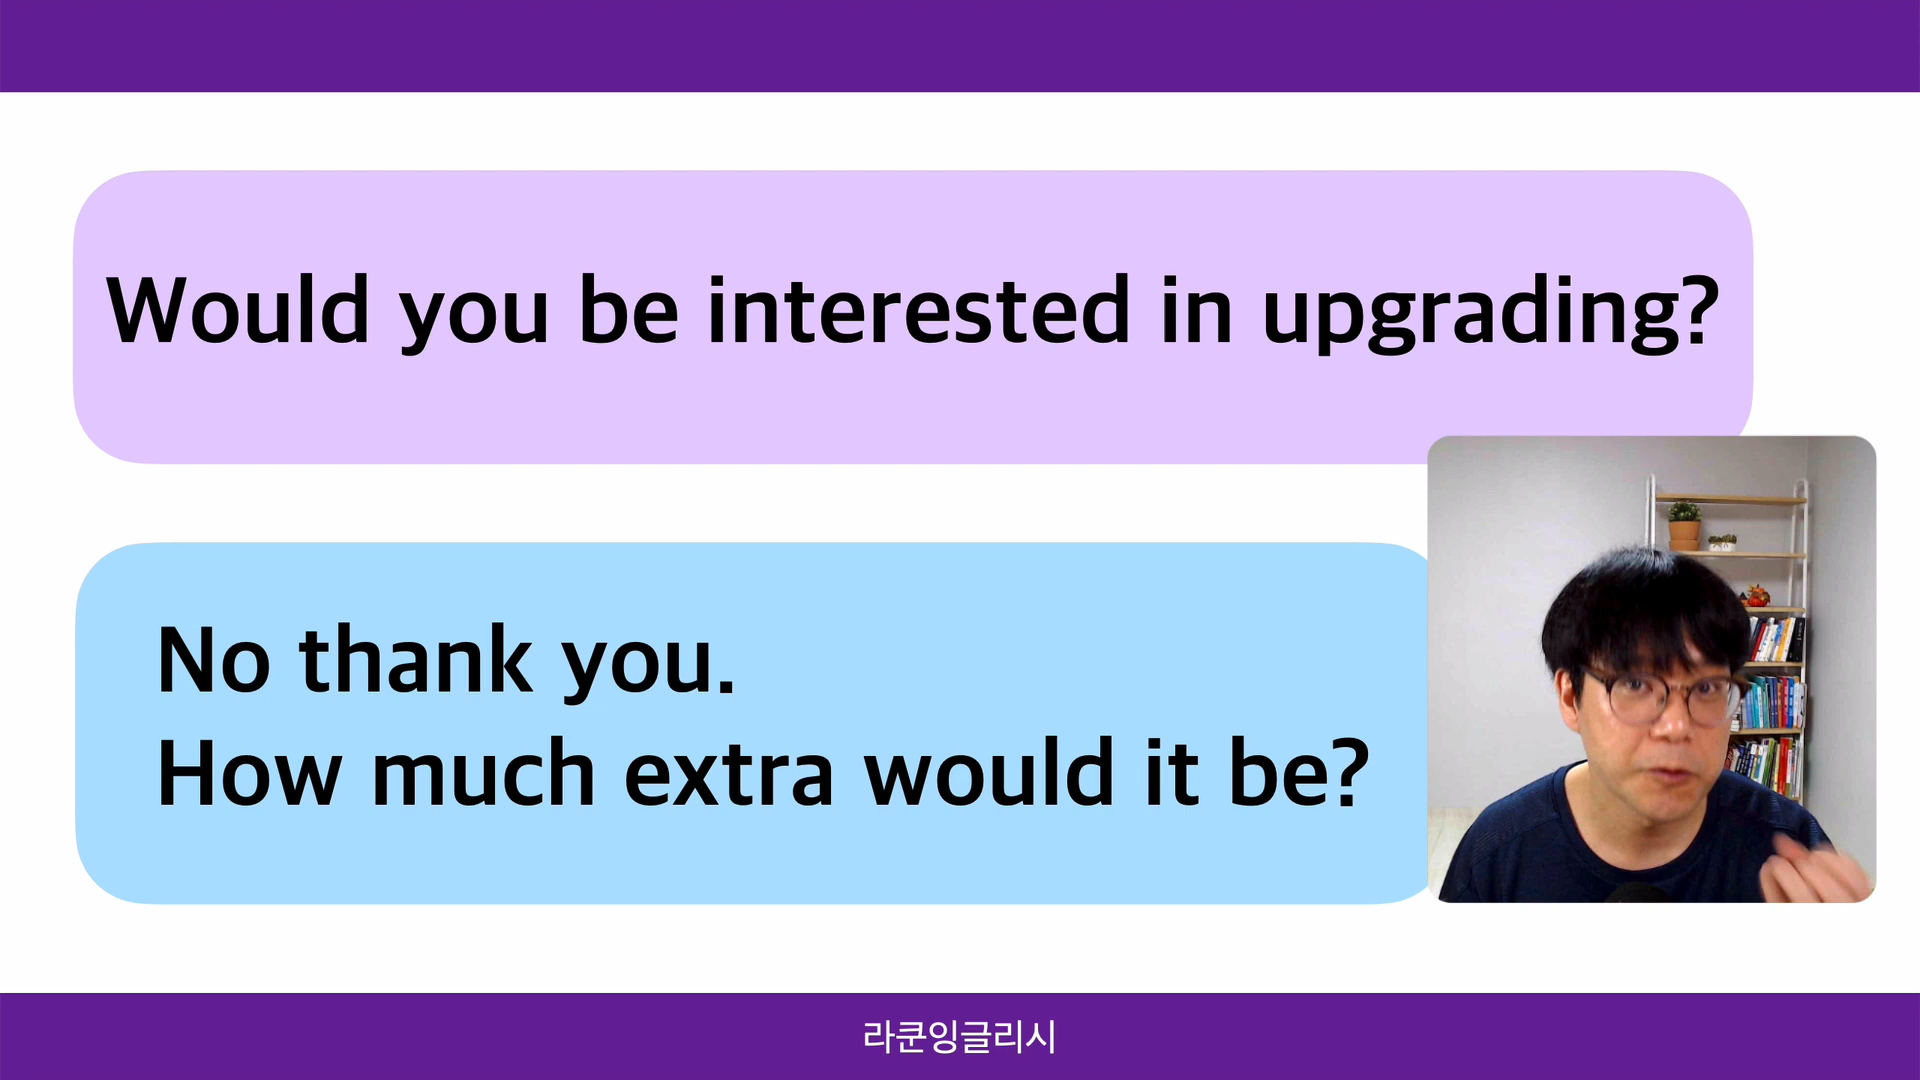 Would you be interested in upgrading?
No thank you.
How much extra would it be?
라쿤잉글리시